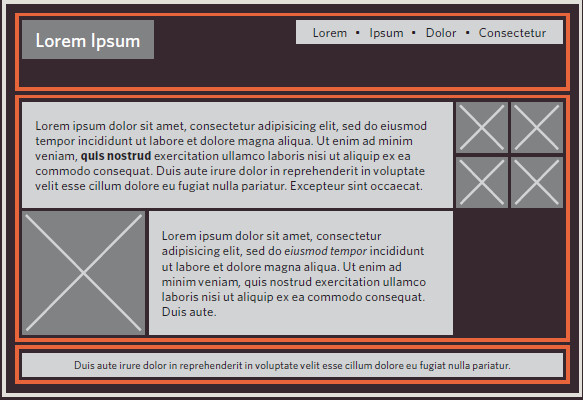 Lorem Ipsum
Lorem • Ipsum • Dolor • Consectetur
Lorem ipsum dolor sit amet, consectetur adipisicing elit, sed do eiusmod
tempor incididunt ut labore et dolore magna aliqua. Ut enim ad minim
veniam, quis nostrud exercitation ullamco laboris nisi ut aliquip ex ea
commodo consequat. Duis aute irure dolor in reprehenderit in voluptate
velit esse cillum dolore eu fugiat nulla pariatur. Excepteur sint occaecat.
Lorem ipsum dolor sit amet, consectetur
adipisicing elit, sed do eiusmod tempor incididunt
ut labore et dolore magna aliqua. Ut enim ad
minim veniam, quis nostrud exercitation ullamco
laboris nisi ut aliquip ex ea commodo consequat.
Duis aute.
Duis aute irure dolor in reprehenderit in voluptate velit esse cillum dolore eu fugiat nulla pariatur.